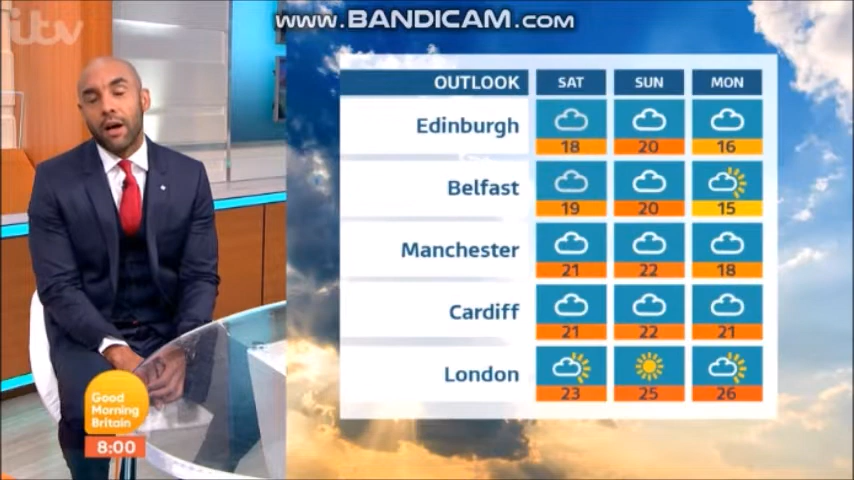 itv
www.BANDICAM.com
OUTLOOK SAT SUN MON
Edinburgh 18 20 16
Belfast 19 20 15
Manchester 21 22 18
Cardiff 21 22 21
London 23 25 26
Good
Morning
Britain
8:00